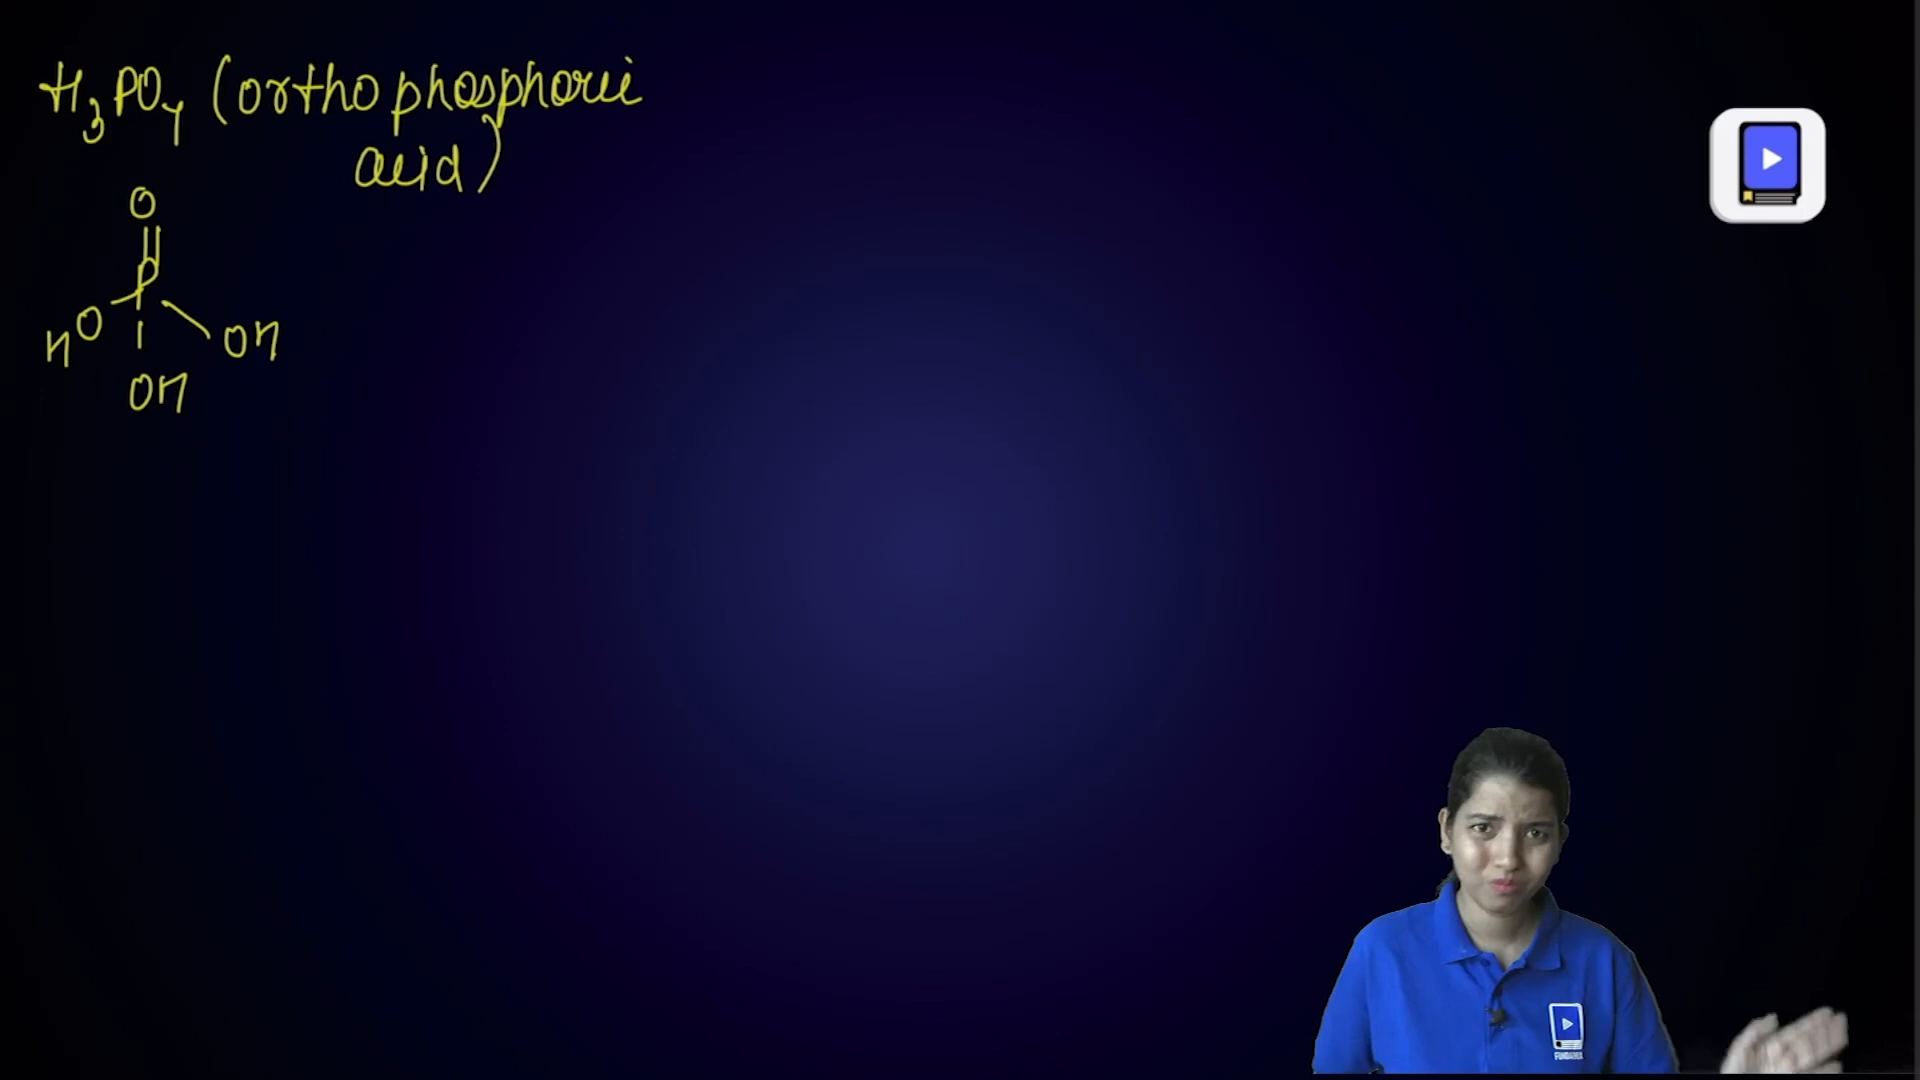 H₃PO₄ (orthophosphoric
acid)
O
P
HO OH
OH